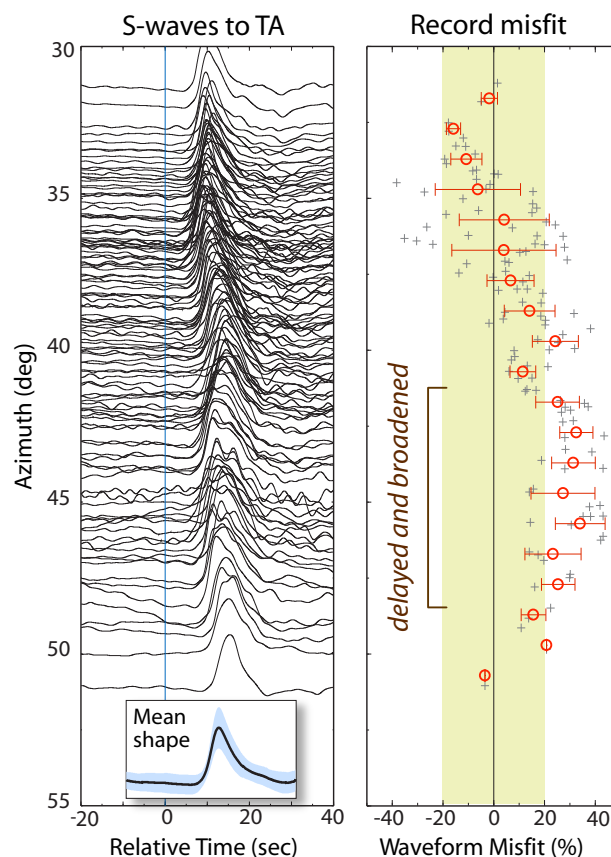 S-waves to TA
Record misfit
30
35
40
45
50
55
Azimuth (deg)
delayed and broadened
Mean
shape
-20 0 20 40
-40 0 20 40
Relative Time (sec)
Waveform Misfit (%)